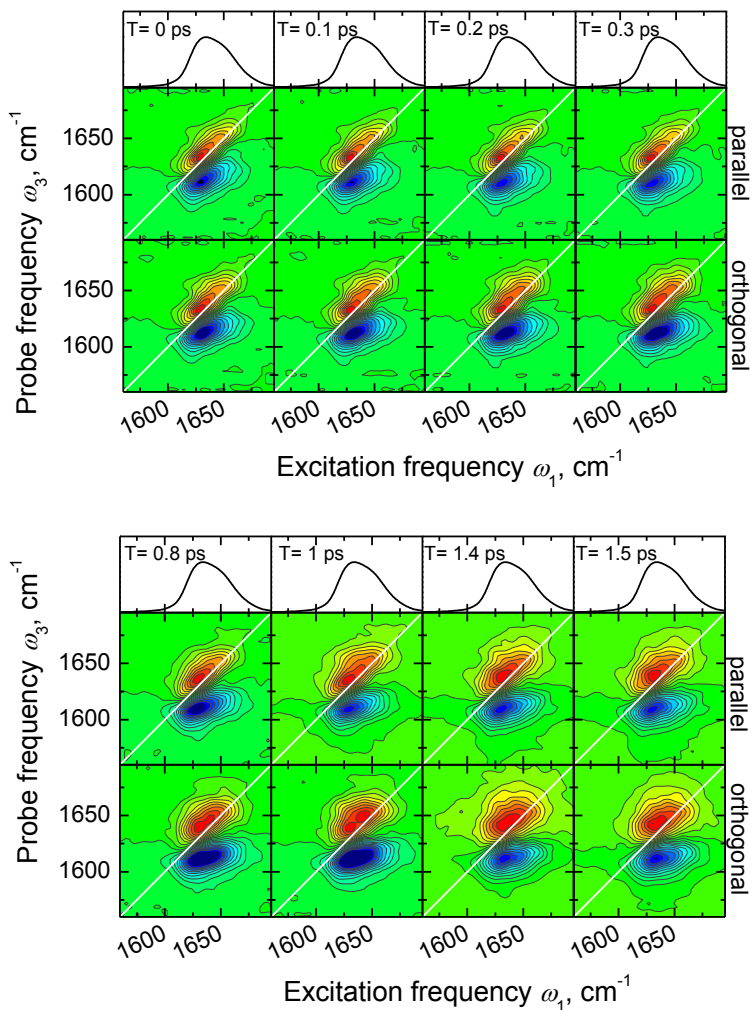 T= 0 ps T= 0.1 ps T= 0.2 ps T= 0.3 ps
Probe frequency ω3, cm-1
1650
1600
parallel
1650
1600
orthogonal
1600 1650 1600 1650 1600 1650 1600 1650
Excitation frequency ω1, cm-1
T= 0.8 ps T= 1 ps T= 1.4 ps T= 1.5 ps
Probe frequency ω3, cm-1
1650
1600
parallel
1650
1600
orthogonal
1600 1650 1600 1650 1600 1650 1600 1650
Excitation frequency ω1, cm-1